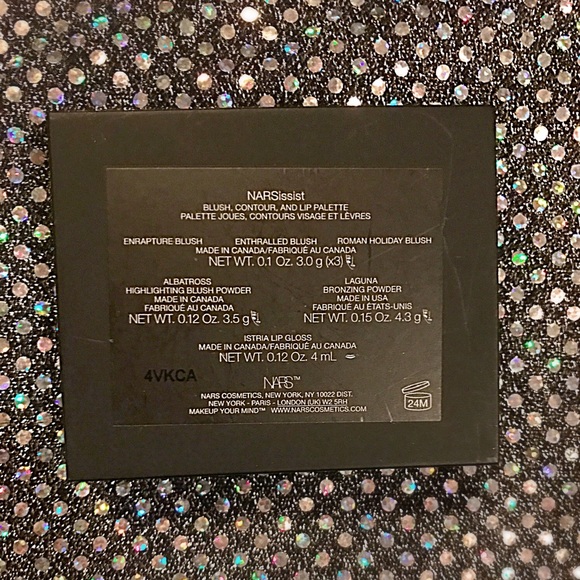 NARSissist
BLUSH, CONTOUR, AND LIP PALETTE
PALETTE JOUES, CONTOURS VISAGE ET LÈVRES
ENRAPTURE BLUSH ENTHRALLED BLUSH ROMAN HOLIDAY BLUSH
MADE IN CANADA/FABRIQUÉ AU CANADA
NET WT. 0.1 Oz. 3.0 g (x3)
ALBATROSS
HIGHLIGHTING BLUSH POWDER
MADE IN CANADA
FABRIQUÉ AU CANADA
NET WT. 0.12 Oz. 3.5 g
LAGUNA
BRONZING POWDER
MADE IN USA
FABRIQUÉ AU ÉTATS-UNIS
NET WT. 0.15 Oz. 4.3 g
ISTRIA LIP GLOSS
MADE IN CANADA/FABRIQUÉ AU CANADA
NET WT. 0.12 Oz. 4 mL
4VKCA
NARS™
NARS COSMETICS, NEW YORK, NY 10022 DIST.
NEW YORK - PARIS - LONDON (UK) W2 5RH
MAKEUP YOUR MIND™ WWW.NARSCOSMETICS.COM
24M